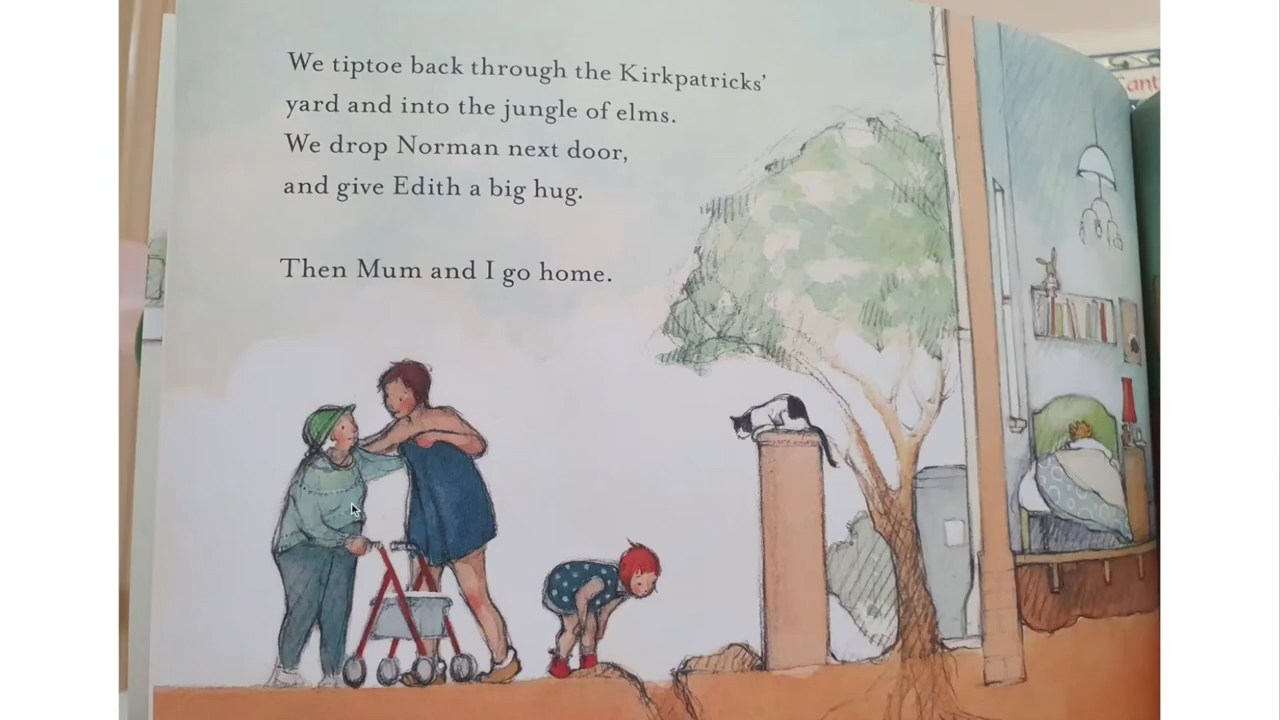 We tiptoe back through the Kirkpatricks’
yard and into the jungle of elms.
We drop Norman next door,
and give Edith a big hug.
Then Mum and I go home.